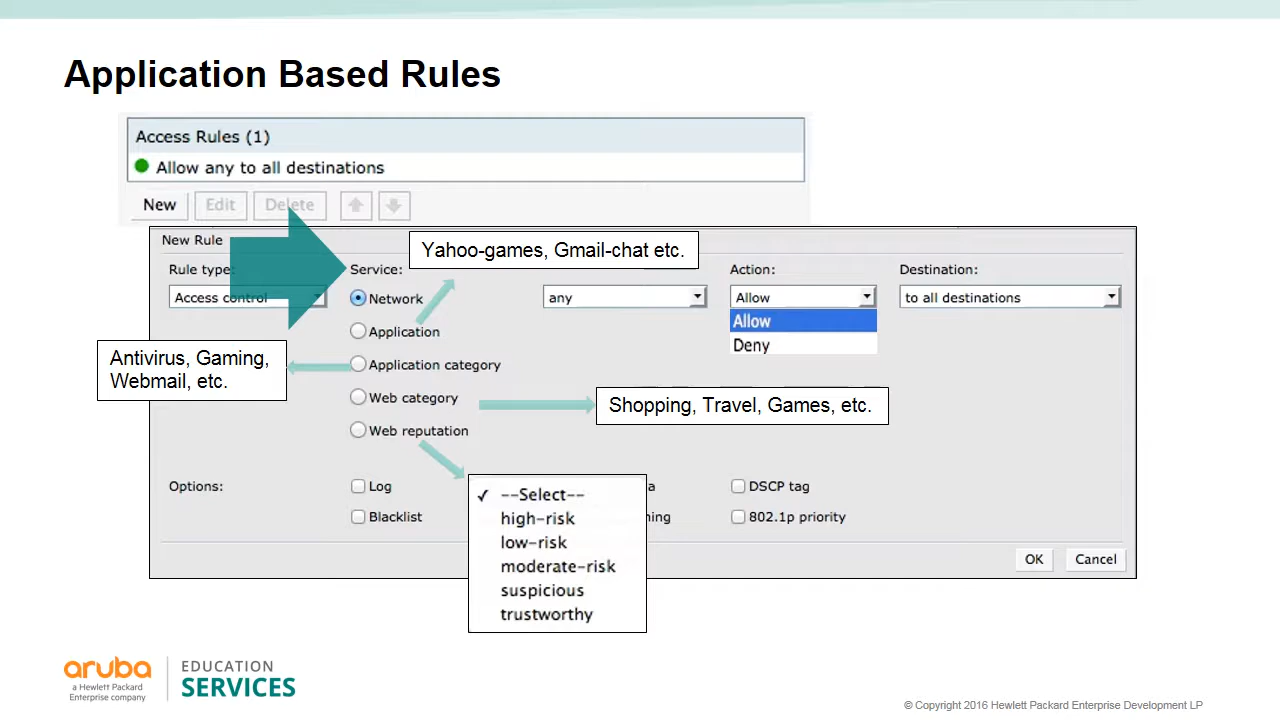 Application Based Rules
Access Rules (1)
Allow any to all destinations
New Edit Delete
New Rule
Yahoo-games, Gmail-chat etc.
Rule type: Service: Action: Destination:
Access control Network any Allow to all destinations
Allow
Application
Deny
Antivirus, Gaming,
Webmail, etc.
Application category
Web category
Shopping, Travel, Games, etc.
Web reputation
Options: Log DSCP tag
Blacklist 802.1p priority
--Select--
high-risk
low-risk
moderate-risk
suspicious
trustworthy
OK Cancel
aruba
a Hewlett Packard
Enterprise company
EDUCATION
SERVICES
© Copyright 2016 Hewlett Packard Enterprise Development LP